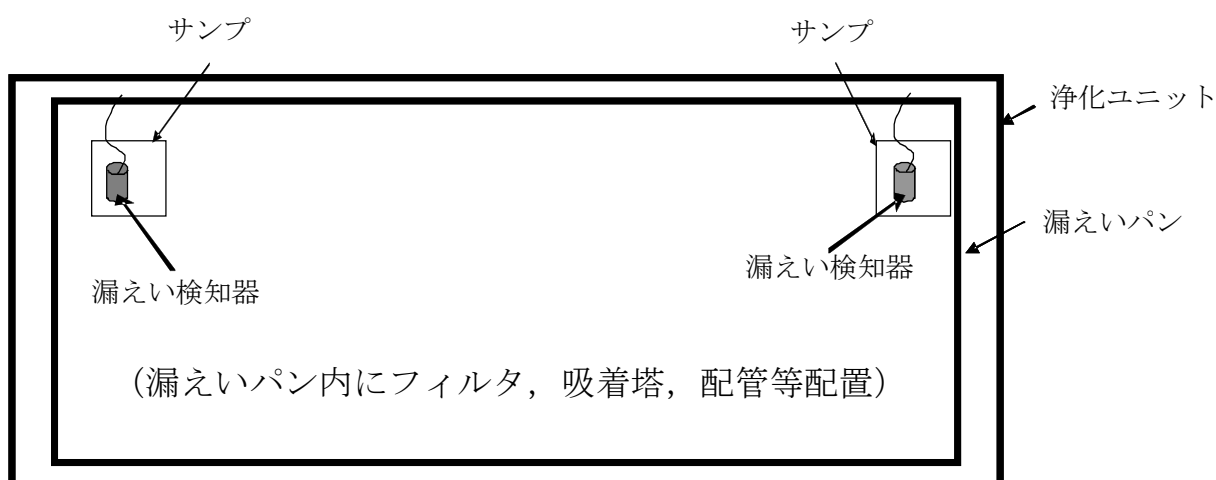 サンプ
サンプ
浄化ユニット
漏えいパン
漏えい検知器
漏えい検知器
（漏えいパン内にフィルタ，吸着塔，配管等配置）